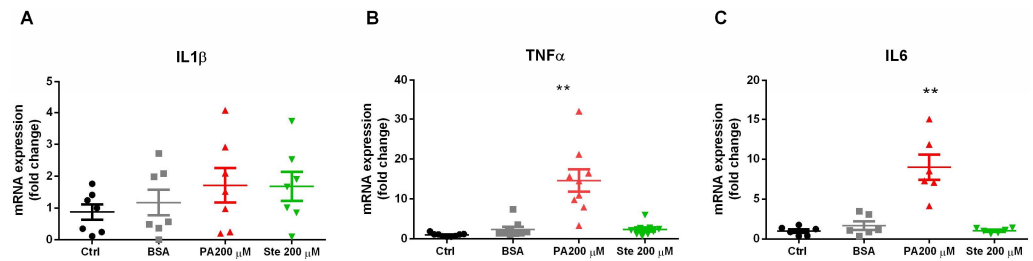 A
IL1β
mRNA expression
(fold change)
5
4
3
2
1
0
Ctrl
BSA
PA200 μM
Ste 200 μM
B
TNFα
**
mRNA expression
(fold change)
40
30
20
10
0
Ctrl
BSA
PA200 μM
Ste 200 μM
C
IL6
**
mRNA expression
(fold change)
20
15
10
5
0
Ctrl
BSA
PA200 μM
Ste 200 μM